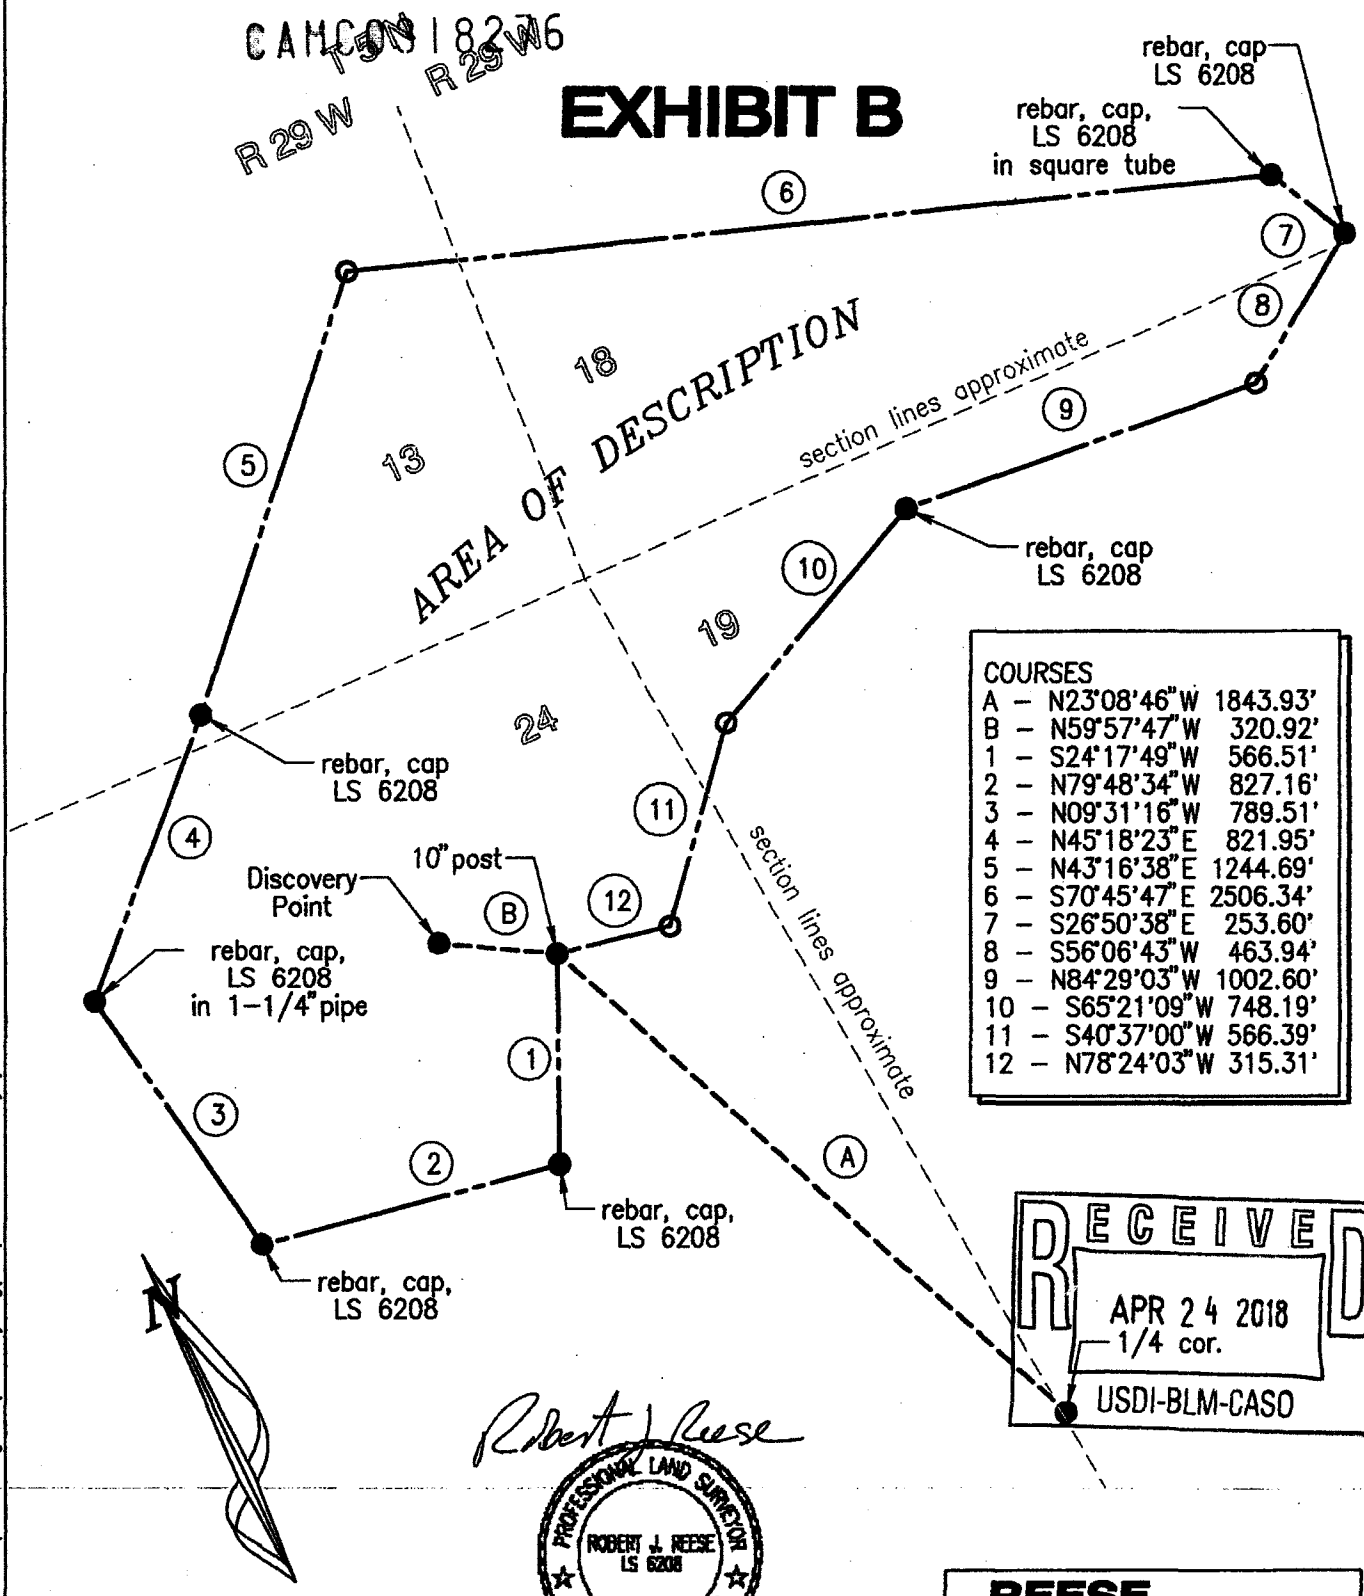 CAMC0918276
T 5 N
R 29 W
R 29 W
EXHIBIT B
rebar, cap
LS 6208
rebar, cap,
LS 6208
in square tube
6
7
8
18
AREA OF DESCRIPTION
section lines approximate
9
5
13
10
rebar, cap
LS 6208
19
24
rebar, cap
LS 6208
COURSES
A – N23°08'46"W 1843.93'
B – N59°57'47"W 320.92'
1 – S24°17'49"W 566.51'
2 – N79°48'34"W 827.16'
3 – N09°31'16"W 789.51'
4 – N45°18'23"E 821.95'
5 – N43°16'38"E 1244.69'
6 – S70°45'47"E 2506.34'
7 – S26°50'38"E 253.60'
8 – S56°06'43"W 463.94'
9 – N84°29'03"W 1002.60'
10 – S65°21'09"W 748.19'
11 – S40°37'00"W 566.39'
12 – N78°24'03"W 315.31'
11
4
10" post
Discovery
Point
B
12
section lines approximate
rebar, cap,
LS 6208
in 1-1/4" pipe
1
3
2
A
rebar, cap,
LS 6208
rebar, cap,
LS 6208
N
RECEIVED
APR 24 2018
1/4 cor.
USDI-BLM-CASO
Robert J Reese
PROFESSIONAL LAND SURVEYOR
ROBERT J. REESE
LS 6208
REESE